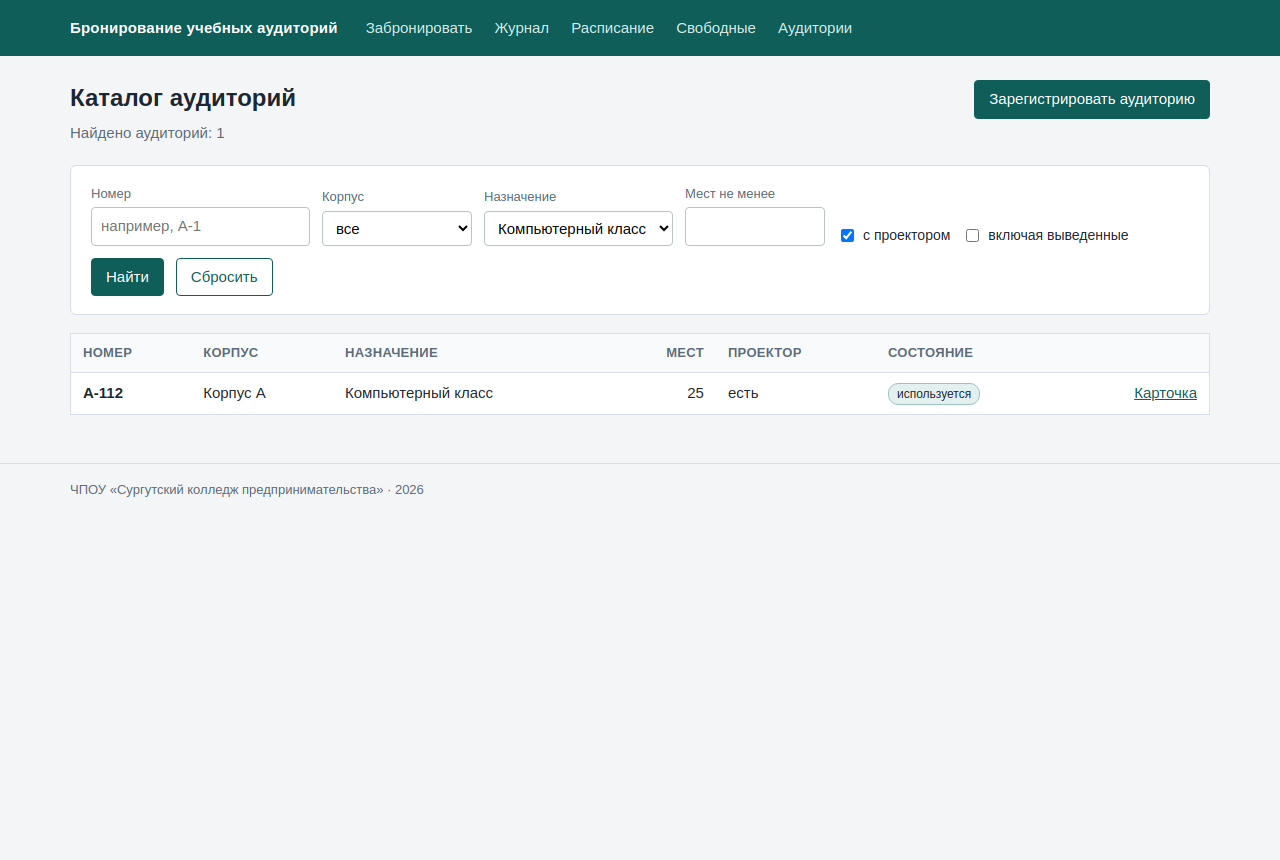 Бронирование учебных аудиторий Забронировать Журнал Расписание Свободные Аудитории
Каталог аудиторий
Зарегистрировать аудиторию
Найдено аудиторий: 1
Номер Корпус Назначение Мест не менее
например, А-1 все Компьютерный класс с проектором включая выведенные
Найти Сбросить
НОМЕР КОРПУС НАЗНАЧЕНИЕ МЕСТ ПРОЕКТОР СОСТОЯНИЕ
А-112 Корпус А Компьютерный класс 25 есть используется Карточка
ЧПОУ «Сургутский колледж предпринимательства» · 2026